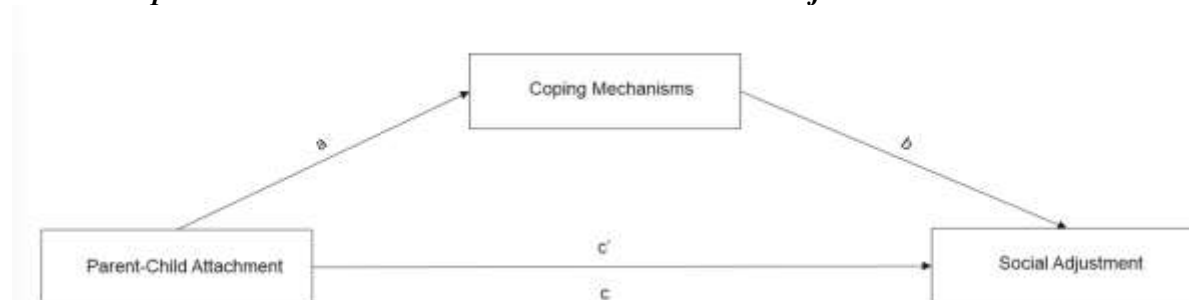 Coping Mechanisms
a
b
Parent-Child Attachment
c'
Social Adjustment
c